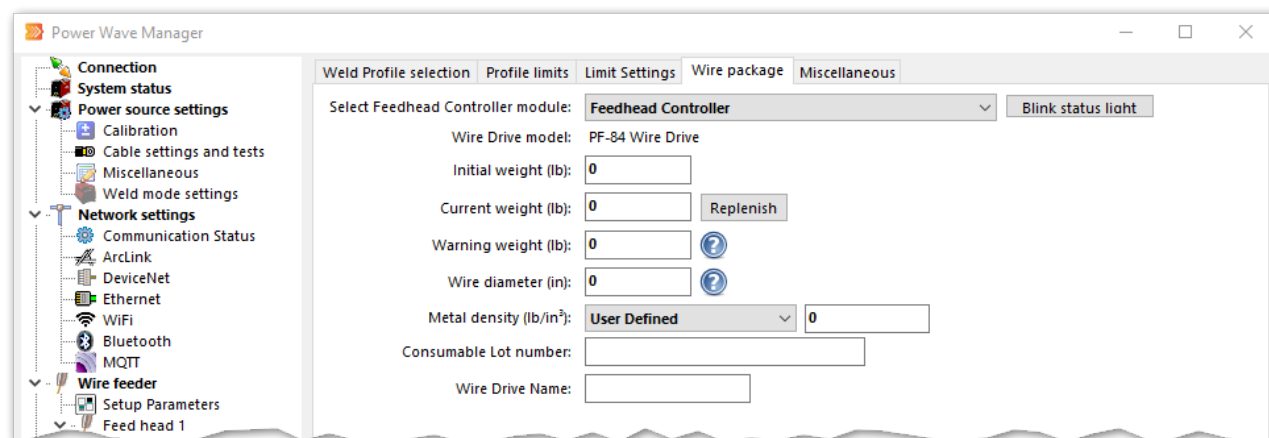 Power Wave Manager
Connection
System status
Power source settings
Calibration
Cable settings and tests
Miscellaneous
Weld mode settings
Network settings
Communication Status
ArcLink
DeviceNet
Ethernet
WiFi
Bluetooth
MQTT
Wire feeder
Setup Parameters
Feed head 1
Weld Profile selection Profile limits Limit Settings Wire package Miscellaneous
Select Feedhead Controller module: Feedhead Controller Blink status light
Wire Drive model: PF-84 Wire Drive
Initial weight (lb): 0
Current weight (lb): 0 Replenish
Warning weight (lb): 0 ?
Wire diameter (in): 0 ?
Metal density (lb/in³): User Defined 0
Consumable Lot number:
Wire Drive Name: